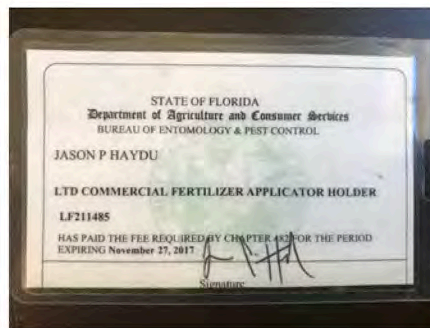 STATE OF FLORIDA
Department of Agriculture and Consumer Services
BUREAU OF ENTOMOLOGY & PEST CONTROL
JASON P HAYDU
LTD COMMERCIAL FERTILIZER APPLICATOR HOLDER
LF211485
HAS PAID THE FEE REQUIRED BY CHAPTER 482 FOR THE PERIOD
EXPIRING November 27, 2017
Signature